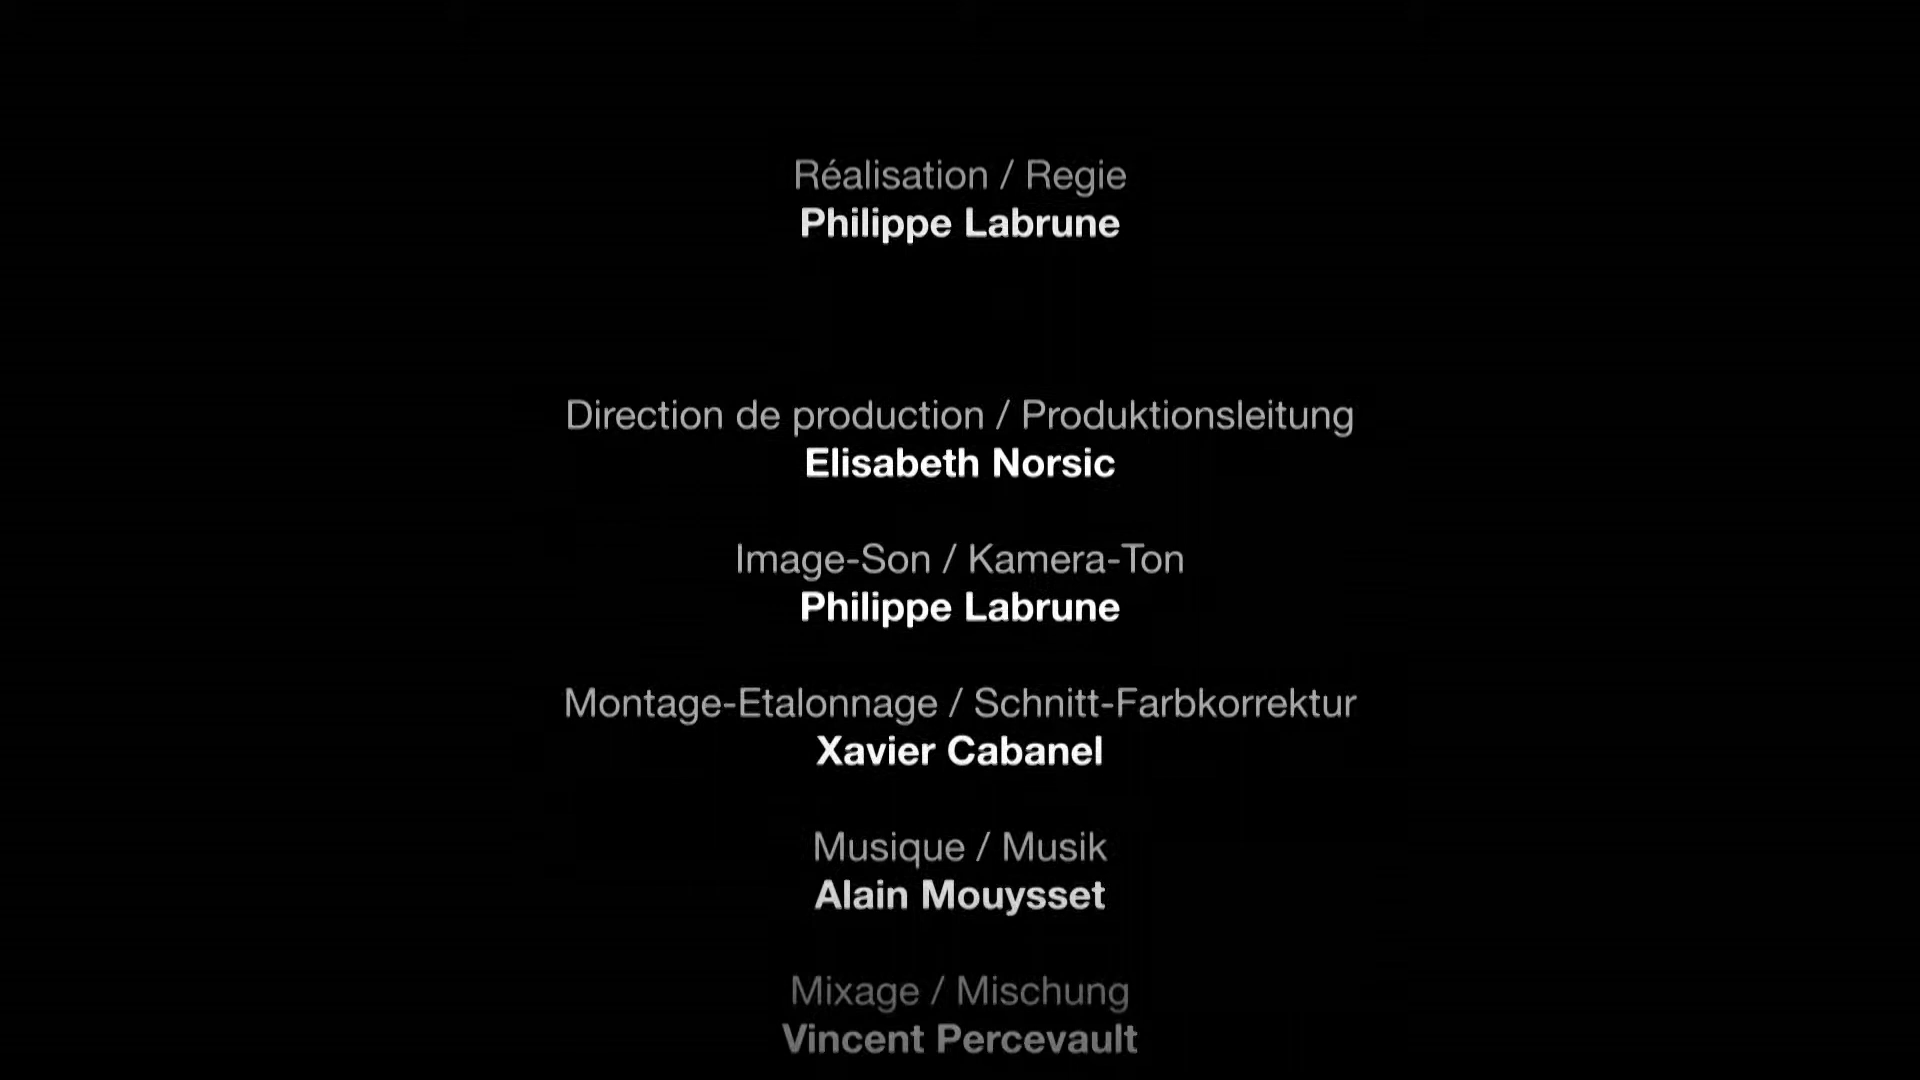 Réalisation / Regie
Philippe Labrune
Direction de production / Produktionsleitung
Elisabeth Norsic
Image-Son / Kamera-Ton
Philippe Labrune
Montage-Etalonnage / Schnitt-Farbkorrektur
Xavier Cabanel
Musique / Musik
Alain Mouysset
Mixage / Mischung
Vincent Percevault